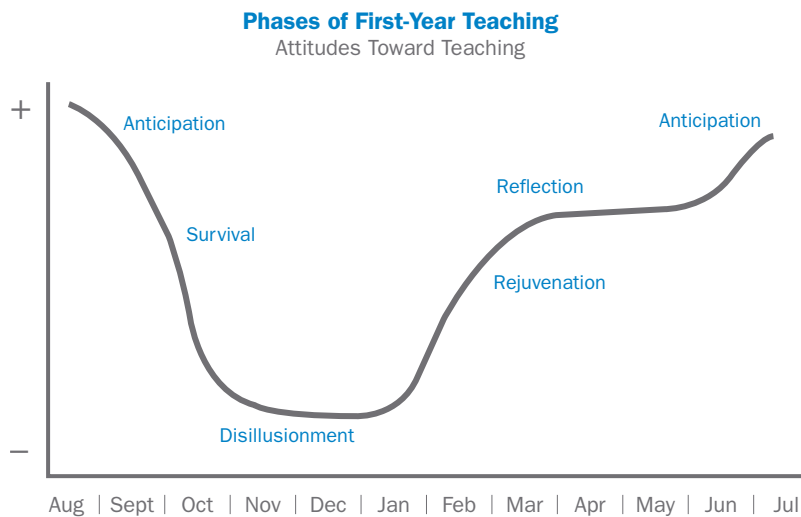 Phases of First-Year Teaching
Attitudes Toward Teaching
+
Anticipation
Anticipation
Reflection
Survival
Rejuvenation
Disillusionment
–
Aug | Sept | Oct | Nov | Dec | Jan | Feb | Mar | Apr | May | Jun | Jul